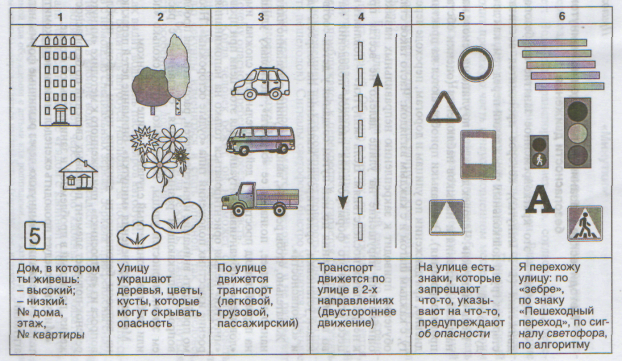 1
2
3
4
5
6
5
А
Дом, в котором
ты живешь:
– высокий;
– низкий.
№ дома,
этаж,
№ квартиры
Улицу
украшают
деревья, цветы,
кусты, которые
могут скрывать
опасность
По улице
движется
транспорт
(легковой,
грузовой,
пассажирский)
Транспорт
движется по
улице в 2-х
направлениях
(двустороннее
движение)
На улице есть
знаки, которые
запрещают
что-то, указы-
вают на что-то,
предупреждают
об опасности
Я перехожу
улицу: по
«зебре»,
по знаку
«Пешеходный
переход», по сиг-
налу светофора,
по алгоритму